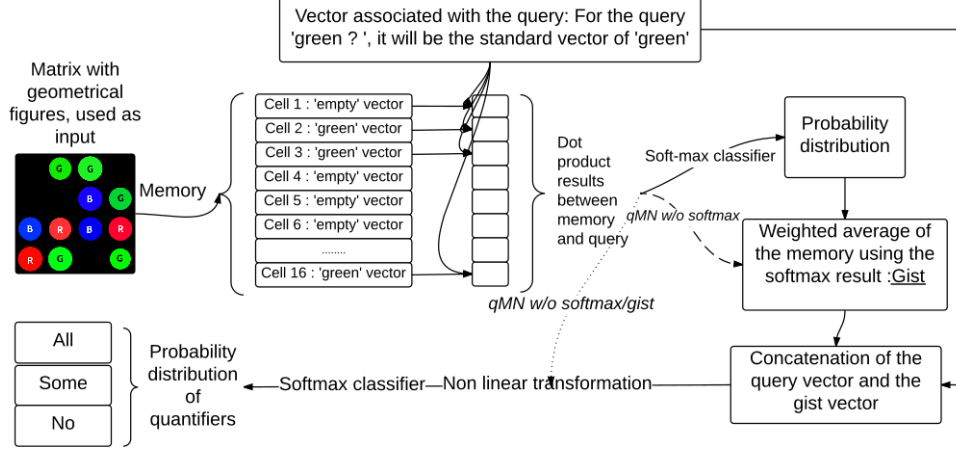 Vector associated with the query: For the query
'green ? ', it will be the standard vector of 'green'
Matrix with
geometrical
figures, used as
input
G G
B G
B R B R
R G G
Memory
Cell 1 : 'empty' vector
Cell 2 : 'green' vector
Cell 3 : 'green' vector
Cell 4 : 'empty' vector
Cell 5 : 'empty' vector
Cell 6 : 'empty' vector
........
Cell 16 : 'green' vector
Dot
product
results
between
memory
and query
Soft-max classifier
Probability
distribution
qMN w/o softmax
Weighted average of
the memory using the
softmax result :Gist
qMN w/o softmax/gist
Concatenation of the
query vector and the
gist vector
Non linear transformation
Softmax classifier
Probability
distribution
of
quantifiers
All
Some
No